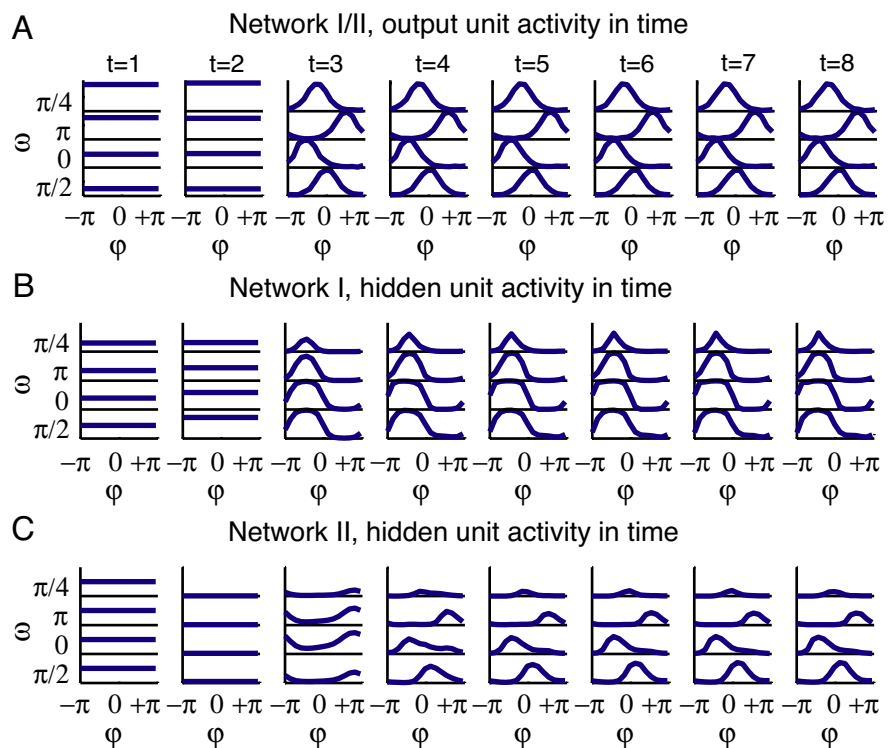 A Network I/II, output unit activity in time
t=1 t=2 t=3 t=4 t=5 t=6 t=7 t=8
π/4
π
ω
0
π/2
−π 0 +π −π 0 +π −π 0 +π −π 0 +π −π 0 +π −π 0 +π −π 0 +π −π 0 +π
φ φ φ φ φ φ φ φ
B Network I, hidden unit activity in time
π/4
π
ω
0
π/2
−π 0 +π −π 0 +π −π 0 +π −π 0 +π −π 0 +π −π 0 +π −π 0 +π −π 0 +π
φ φ φ φ φ φ φ φ
C Network II, hidden unit activity in time
π/4
π
ω
0
π/2
−π 0 +π −π 0 +π −π 0 +π −π 0 +π −π 0 +π −π 0 +π −π 0 +π −π 0 +π
φ φ φ φ φ φ φ φ